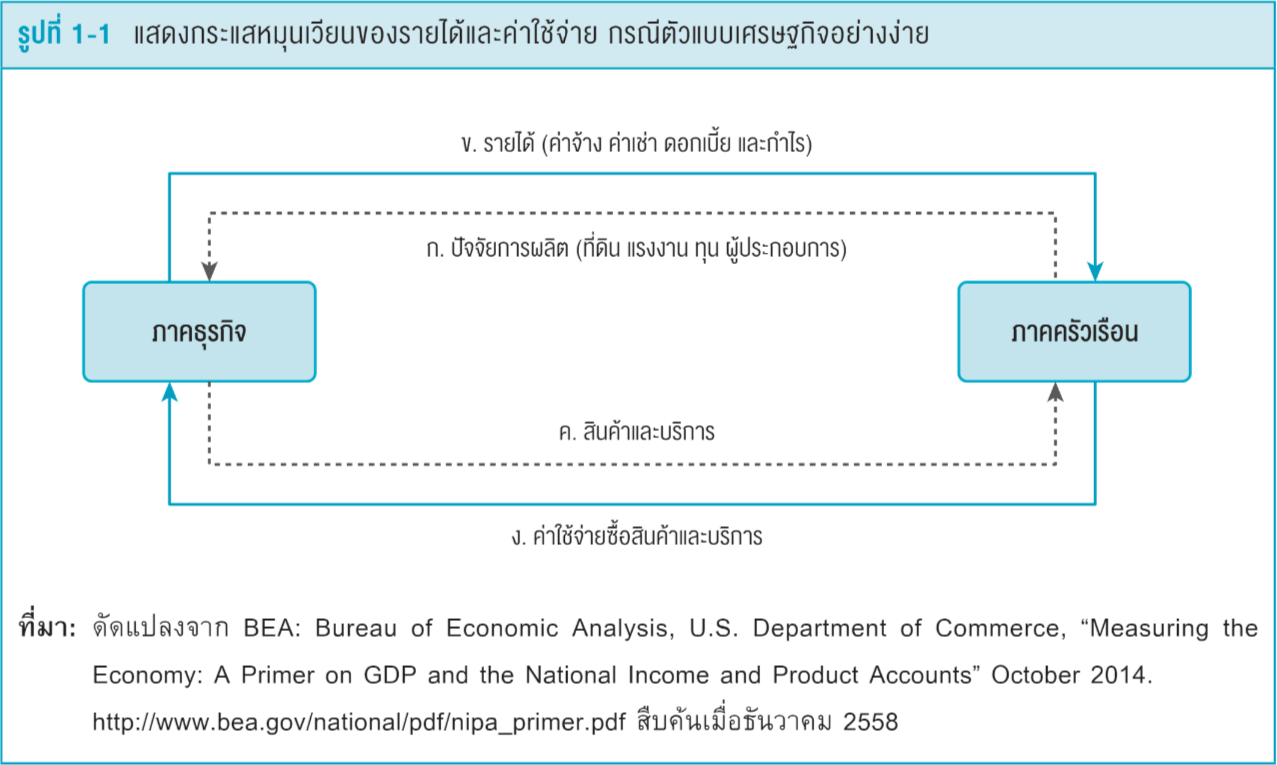 รูปที่ 1-1 แสดงกระแสหมุนเวียนของรายได้และค่าใช้จ่าย กรณีตัวแบบเศรษฐกิจอย่างง่าย
ข. รายได้ (ค่าจ้าง ค่าเช่า ดอกเบี้ย และกำไร)
ก. ปัจจัยการผลิต (ที่ดิน แรงงาน ทุน ผู้ประกอบการ)
ภาคธุรกิจ
ภาคครัวเรือน
ค. สินค้าและบริการ
ง. ค่าใช้จ่ายซื้อสินค้าและบริการ
ที่มา: ดัดแปลงจาก BEA: Bureau of Economic Analysis, U.S. Department of Commerce, “Measuring the
Economy: A Primer on GDP and the National Income and Product Accounts” October 2014.
http://www.bea.gov/national/pdf/nipa_primer.pdf สืบค้นเมื่อธันวาคม 2558